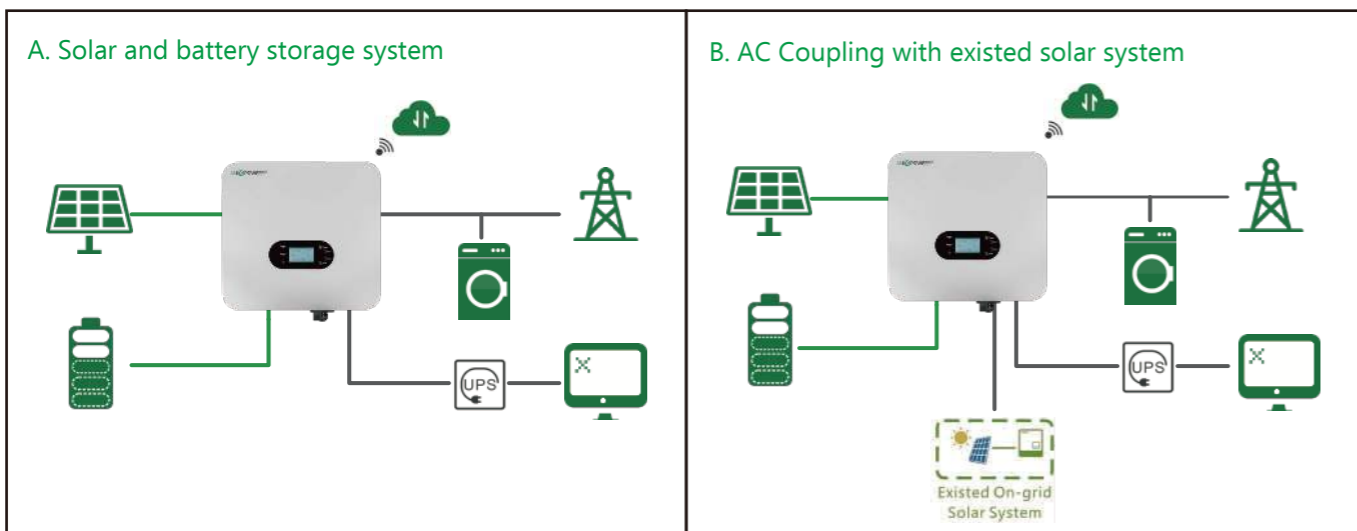 A. Solar and battery storage system
UPS
B. AC Coupling with existed solar system
UPS
Existed On-grid
Solar System